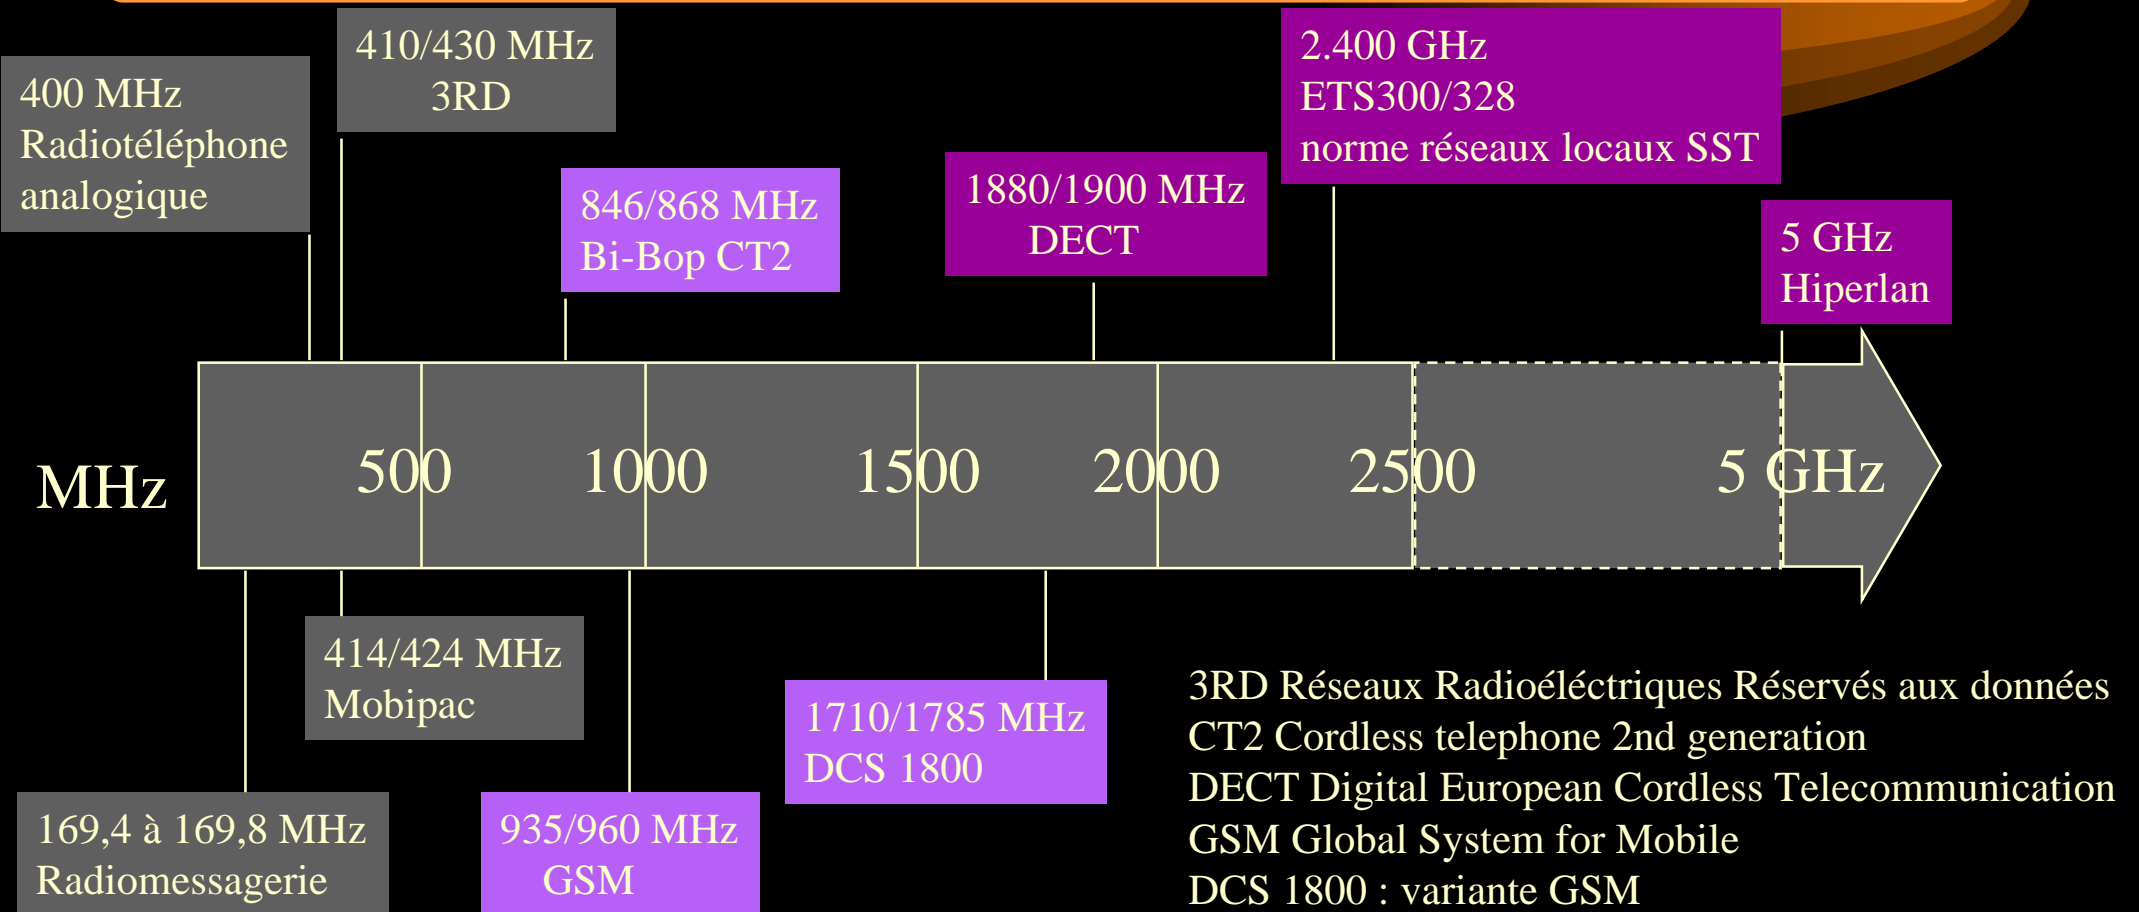 410/430 MHz
3RD
2.400 GHz
ETS300/328
norme réseaux locaux SST
400 MHz
Radiotéléphone
analogique
846/868 MHz
Bi-Bop CT2
1880/1900 MHz
DECT
5 GHz
Hiperlan
MHz
500
1000
1500
2000
2500
5 GHz
414/424 MHz
Mobipac
1710/1785 MHz
DCS 1800
169,4 à 169,8 MHz
Radiomessagerie
935/960 MHz
GSM
3RD Réseaux Radioéléctriques Réservés aux données
CT2 Cordless telephone 2nd generation
DECT Digital European Cordless Telecommunication
GSM Global System for Mobile
DCS 1800 : variante GSM